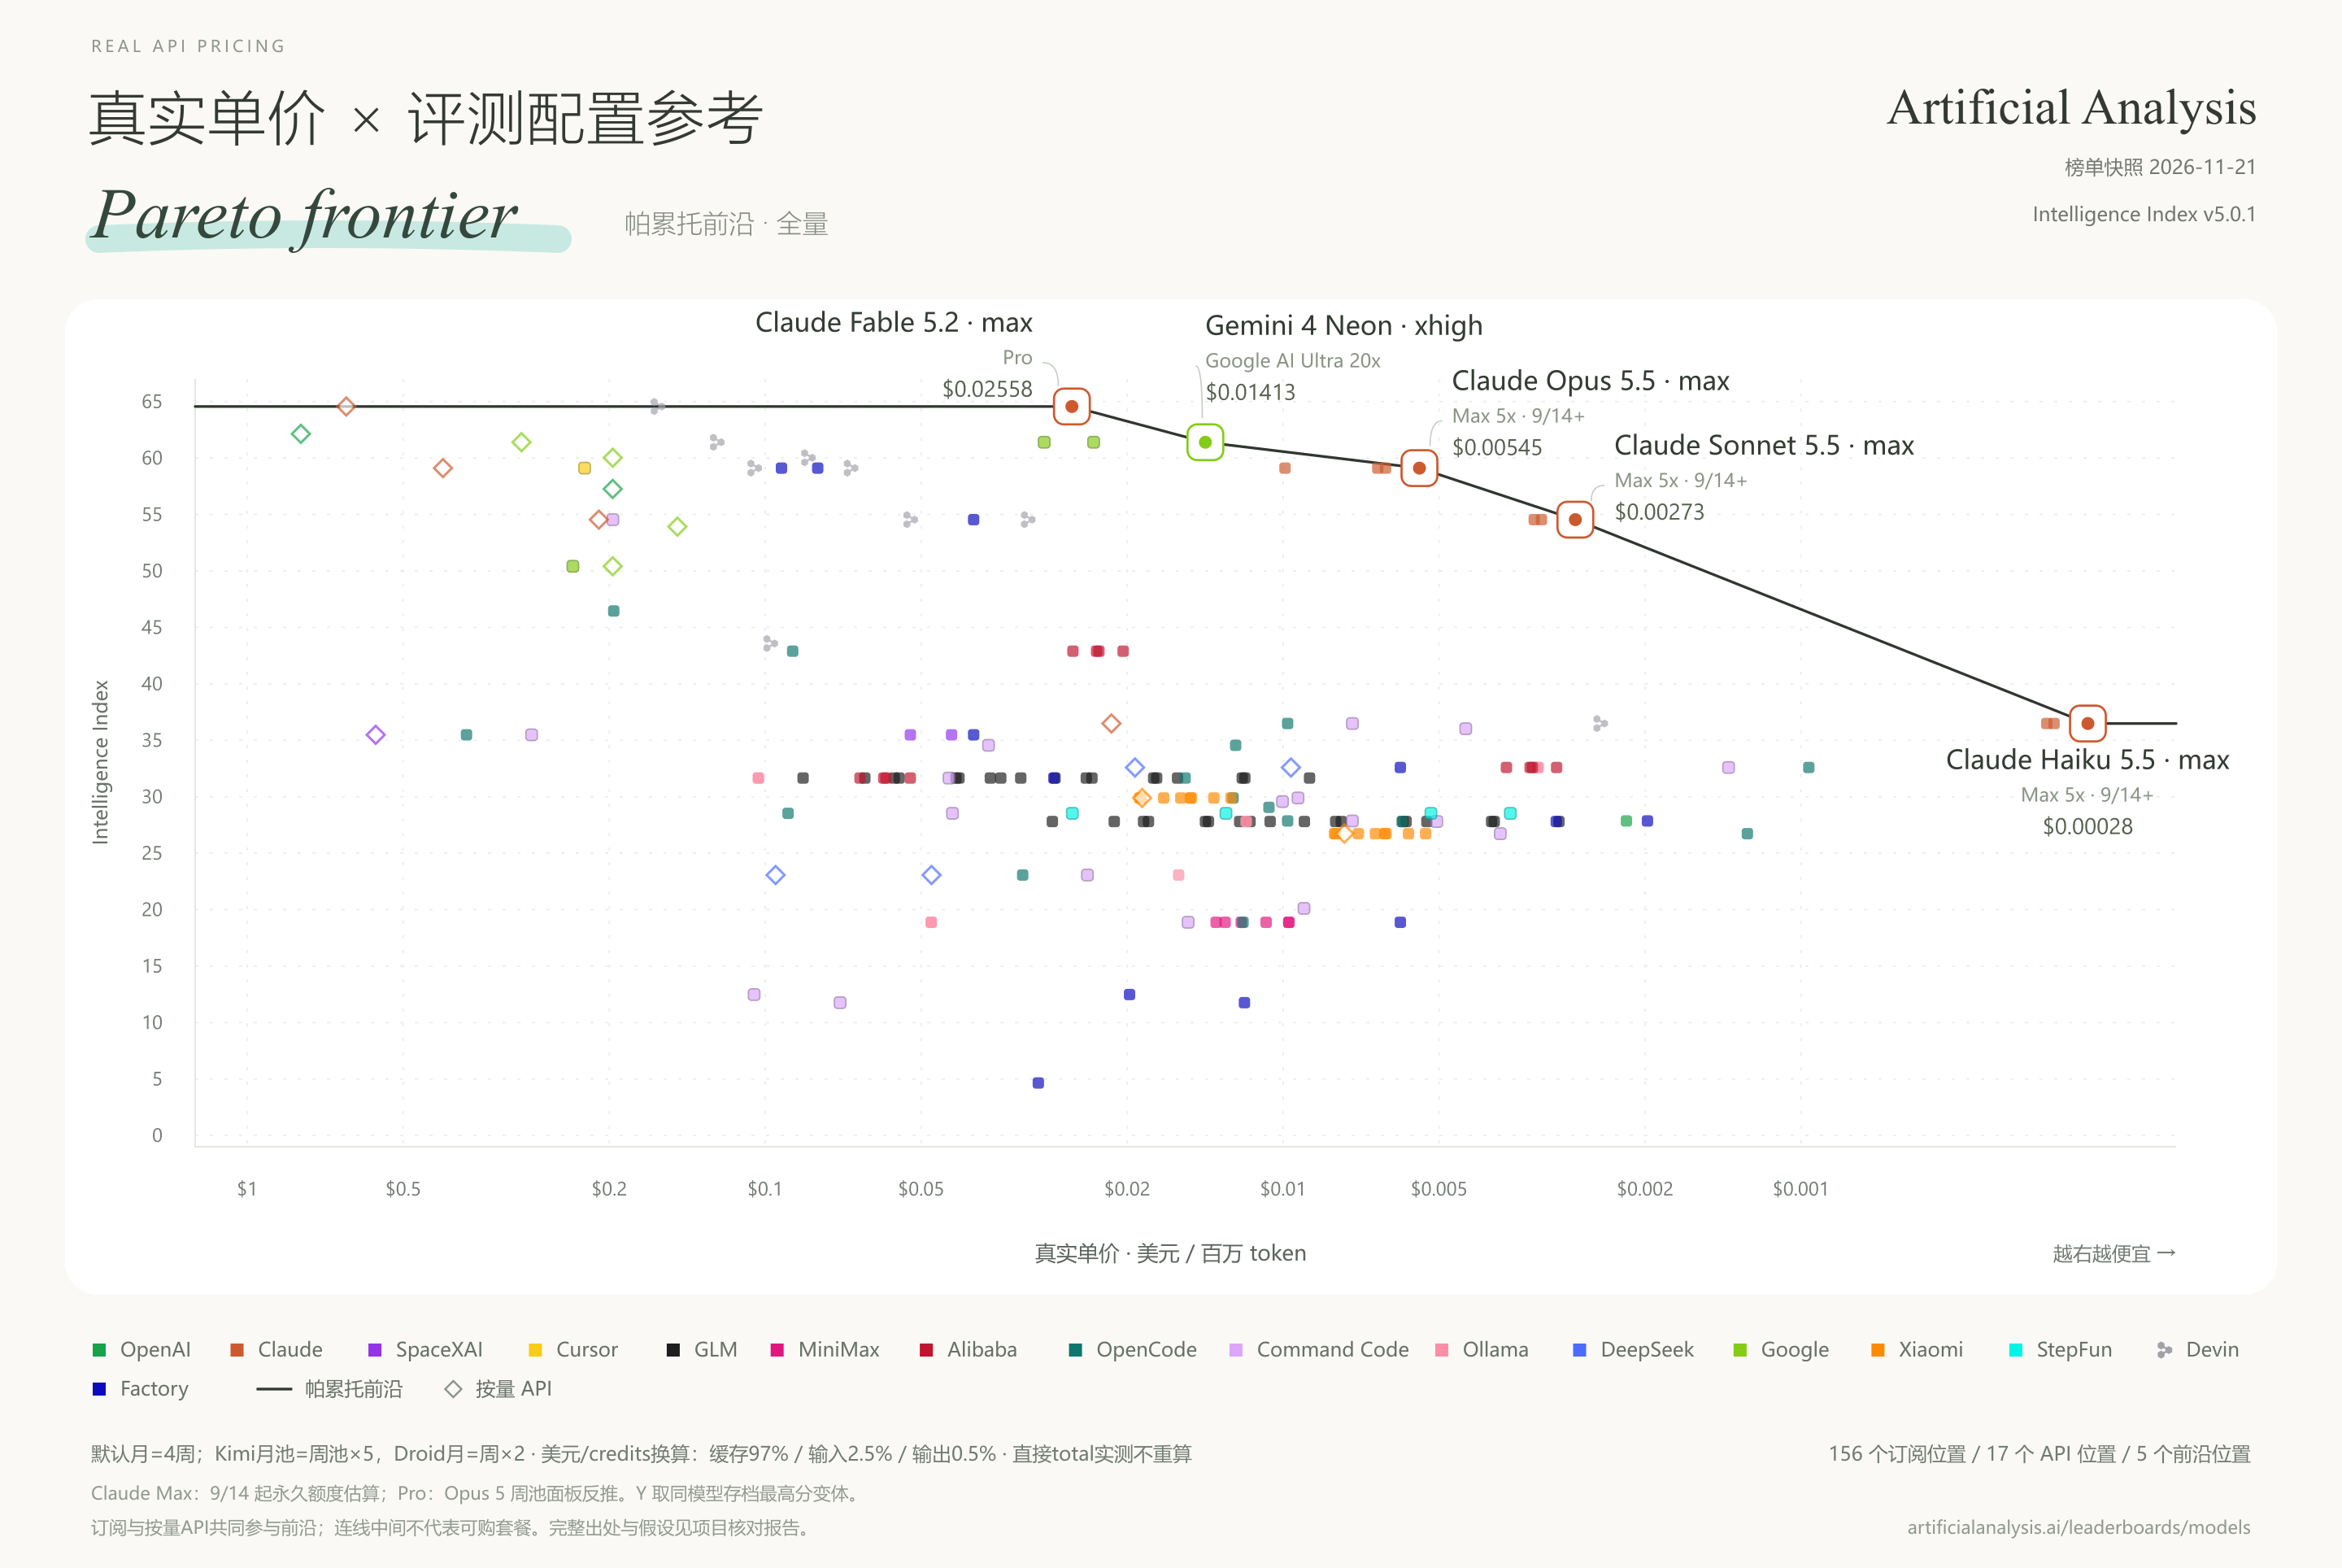 REAL API PRICING
真实单价 × 评测配置参考
Pareto frontier
帕累托前沿 · 全量
Artificial Analysis
榜单快照 2026-11-21
Intelligence Index v5.0.1
Claude Fable 5.2 · max
Pro
$0.02558
Gemini 4 Neon · xhigh
Google AI Ultra 20x
$0.01413
Claude Opus 5.5 · max
Max 5x · 9/14+
$0.00545
Claude Sonnet 5.5 · max
Max 5x · 9/14+
$0.00273
Claude Haiku 5.5 · max
Max 5x · 9/14+
$0.00028
Intelligence Index
65
60
55
50
45
40
35
30
25
20
15
10
5
0
$1
$0.5
$0.2
$0.1
$0.05
$0.02
$0.01
$0.005
$0.002
$0.001
真实单价 · 美元 / 百万 token
越右越便宜 →
OpenAI
Claude
SpaceXAI
Cursor
GLM
MiniMax
Alibaba
OpenCode
Command Code
Ollama
DeepSeek
Google
Xiaomi
StepFun
Devin
Factory
帕累托前沿
按量 API
默认月=4周；Kimi月池=周池×5，Droid月=周×2 · 美元/credits换算：缓存97% / 输入2.5% / 输出0.5% · 直接total实测不重算
156 个订阅位置 / 17 个 API 位置 / 5 个前沿位置
Claude Max：9/14 起永久额度估算；Pro：Opus 5 周池面板反推。Y 取同模型存档最高分变体。
订阅与按量API共同参与前沿；连线中间不代表可购套餐。完整出处与假设见项目核对报告。
artificialanalysis.ai/leaderboards/models